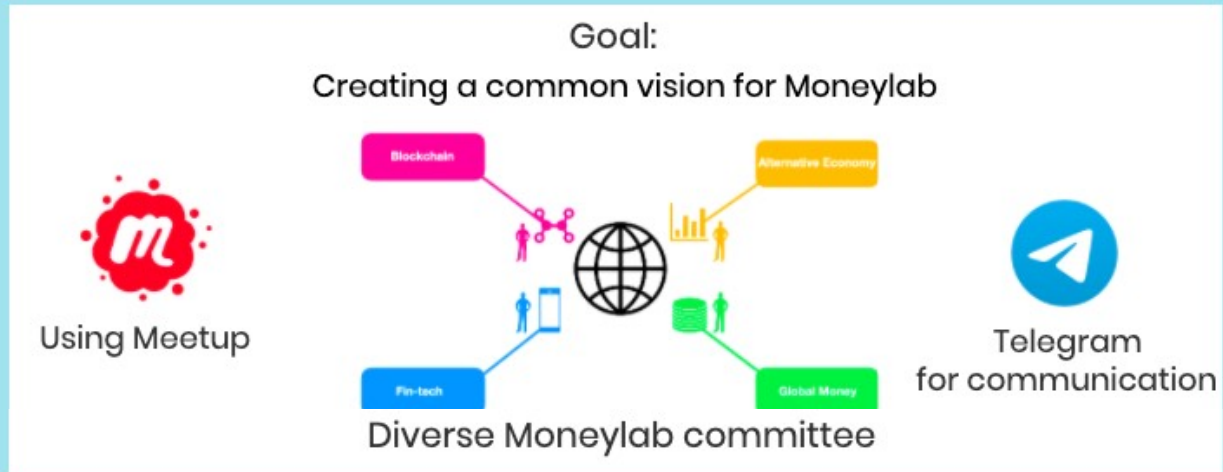 Goal:
Creating a common vision for Moneylab
Blockchain
Alternative Economy
m
Using Meetup
Telegram
for communication
Fin-tech
Global Money
Diverse Moneylab committee